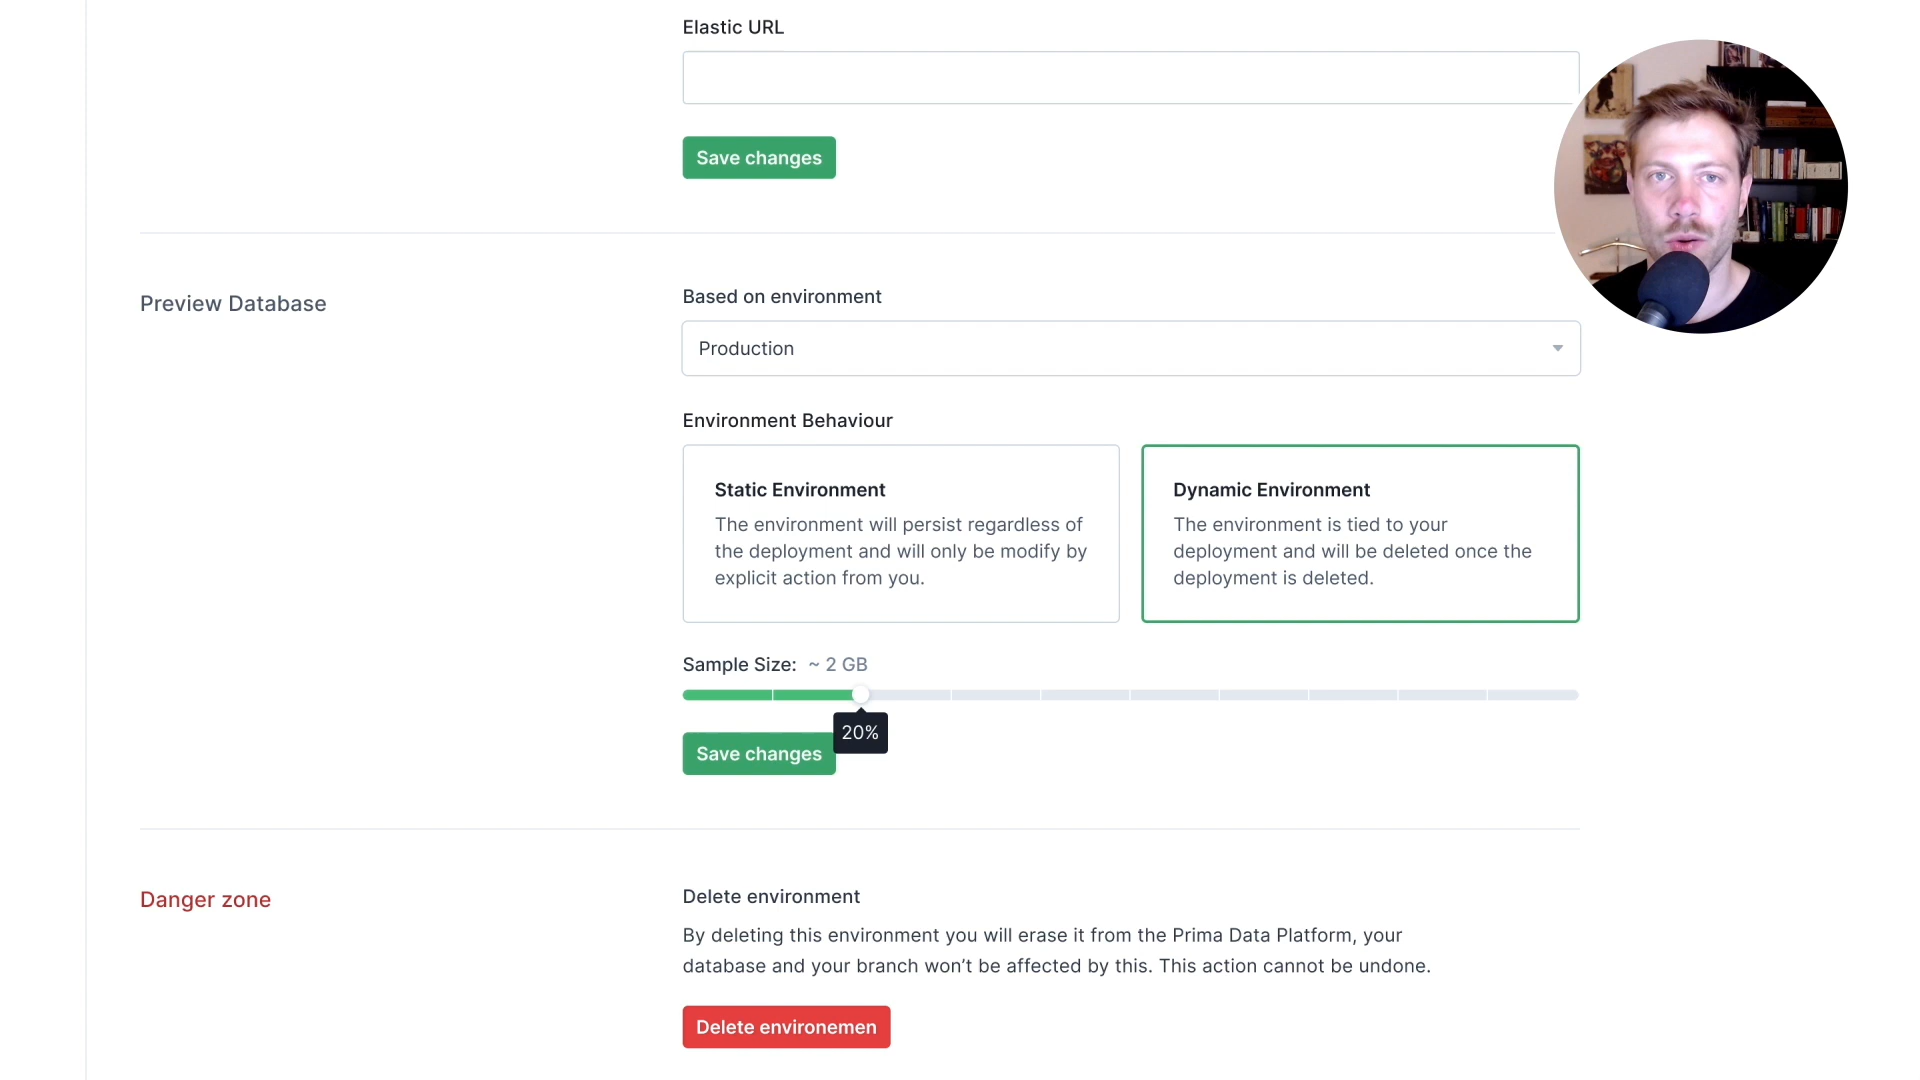 Elastic URL
Save changes
Preview Database
Based on environment
Production
Environment Behaviour
Static Environment
The environment will persist regardless of
the deployment and will only be modify by
explicit action from you.
Dynamic Environment
The environment is tied to your
deployment and will be deleted once the
deployment is deleted.
Sample Size: ~ 2 GB
20%
Save changes
Danger zone
Delete environment
By deleting this environment you will erase it from the Prima Data Platform, your
database and your branch won’t be affected by this. This action cannot be undone.
Delete environemen